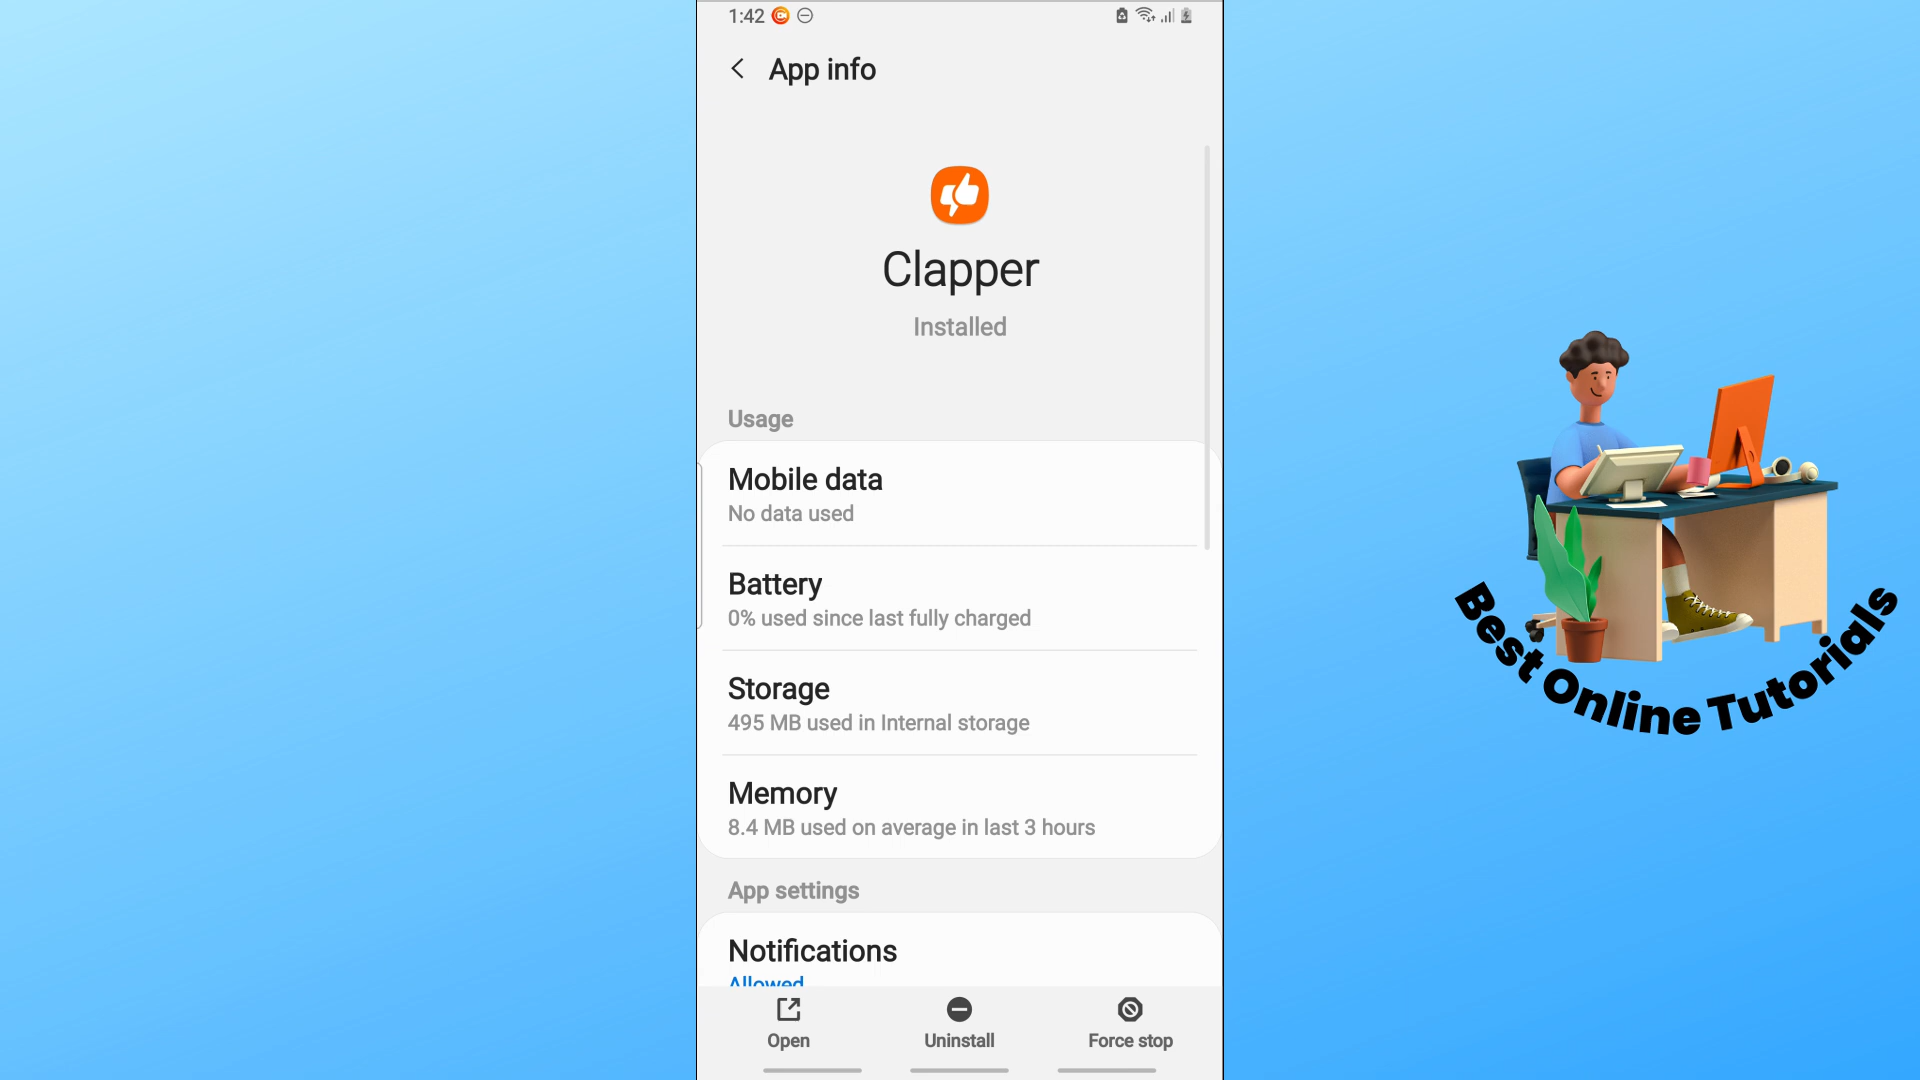 1:42
App info
Clapper
Installed
Usage
Mobile data
No data used
Battery
0% used since last fully charged
Storage
495 MB used in Internal storage
Memory
8.4 MB used on average in last 3 hours
App settings
Notifications
Allowed
Open
Uninstall
Force stop
Best Online Tutorials